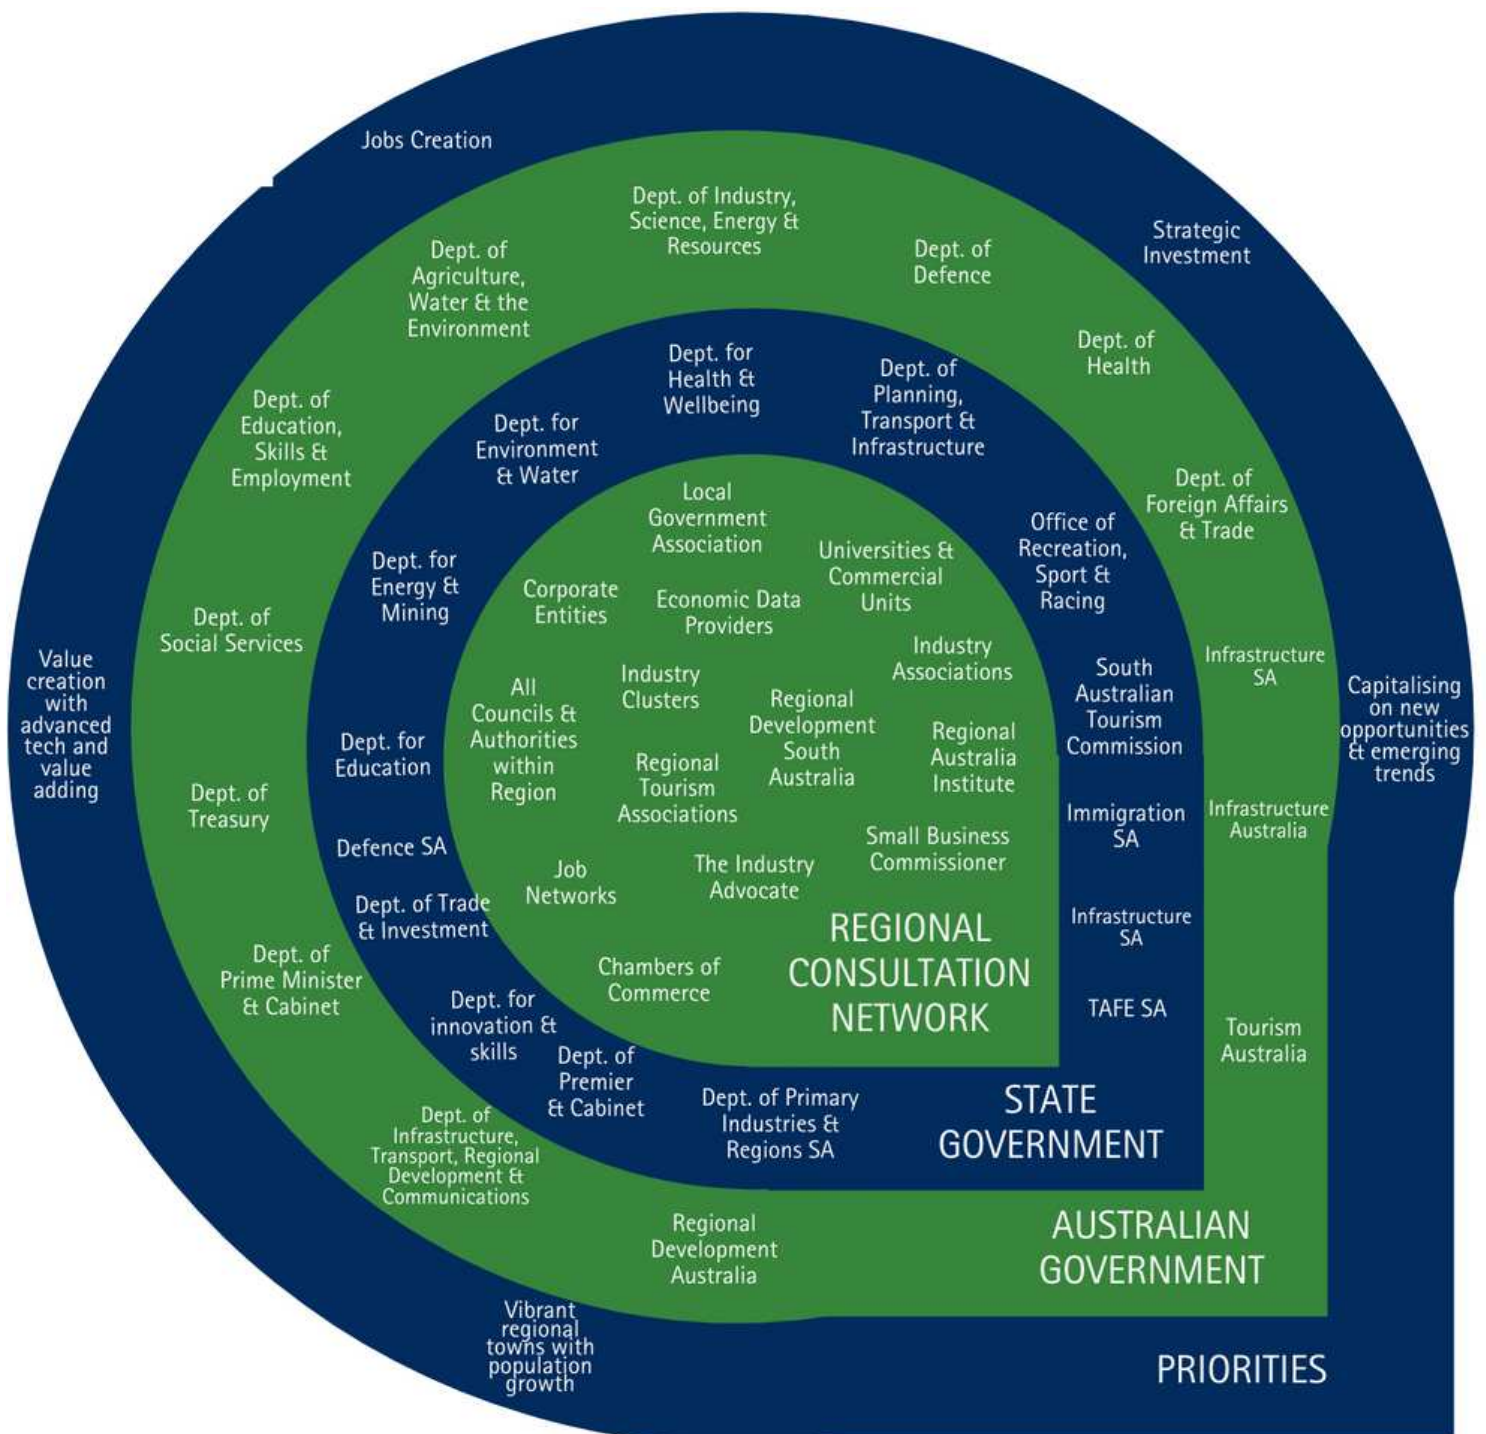 Jobs Creation
Strategic
Investment
Value
creation
with
advanced
tech and
value
adding
Capitalising
on new
opportunities
& emerging
trends
Vibrant
regional
towns with
population
growth
PRIORITIES
Dept. of Industry,
Science, Energy &
Resources
Dept. of
Agriculture,
Water & the
Environment
Dept. of
Defence
Dept. of
Health
Dept. of
Education,
Skills &
Employment
Dept. of
Foreign Affairs
& Trade
Dept. of
Social Services
Infrastructure
SA
Dept. of
Treasury
Infrastructure
Australia
Dept. of
Prime Minister
& Cabinet
Tourism
Australia
Dept. of
Infrastructure,
Transport, Regional
Development &
Communications
Regional
Development
Australia
AUSTRALIAN
GOVERNMENT
Dept. for
Health &
Wellbeing
Dept. of
Planning,
Transport &
Infrastructure
Dept. for
Environment
& Water
Office of
Recreation,
Sport &
Racing
Dept. for
Energy &
Mining
South
Australian
Tourism
Commission
Dept. for
Education
Immigration
SA
Defence SA
Dept. of Trade
& Investment
Infrastructure
SA
Dept. for
innovation &
skills
TAFE SA
Dept. of
Premier
& Cabinet
Dept. of Primary
Industries &
Regions SA
STATE
GOVERNMENT
Local
Government
Association
Universities &
Commercial
Units
Corporate
Entities
Economic Data
Providers
Industry
Associations
Industry
Clusters
All
Councils &
Authorities
within
Region
Regional
Development
South
Australia
Regional
Australia
Institute
Regional
Tourism
Associations
Small Business
Commissioner
Job
Networks
The Industry
Advocate
Chambers of
Commerce
REGIONAL
CONSULTATION
NETWORK